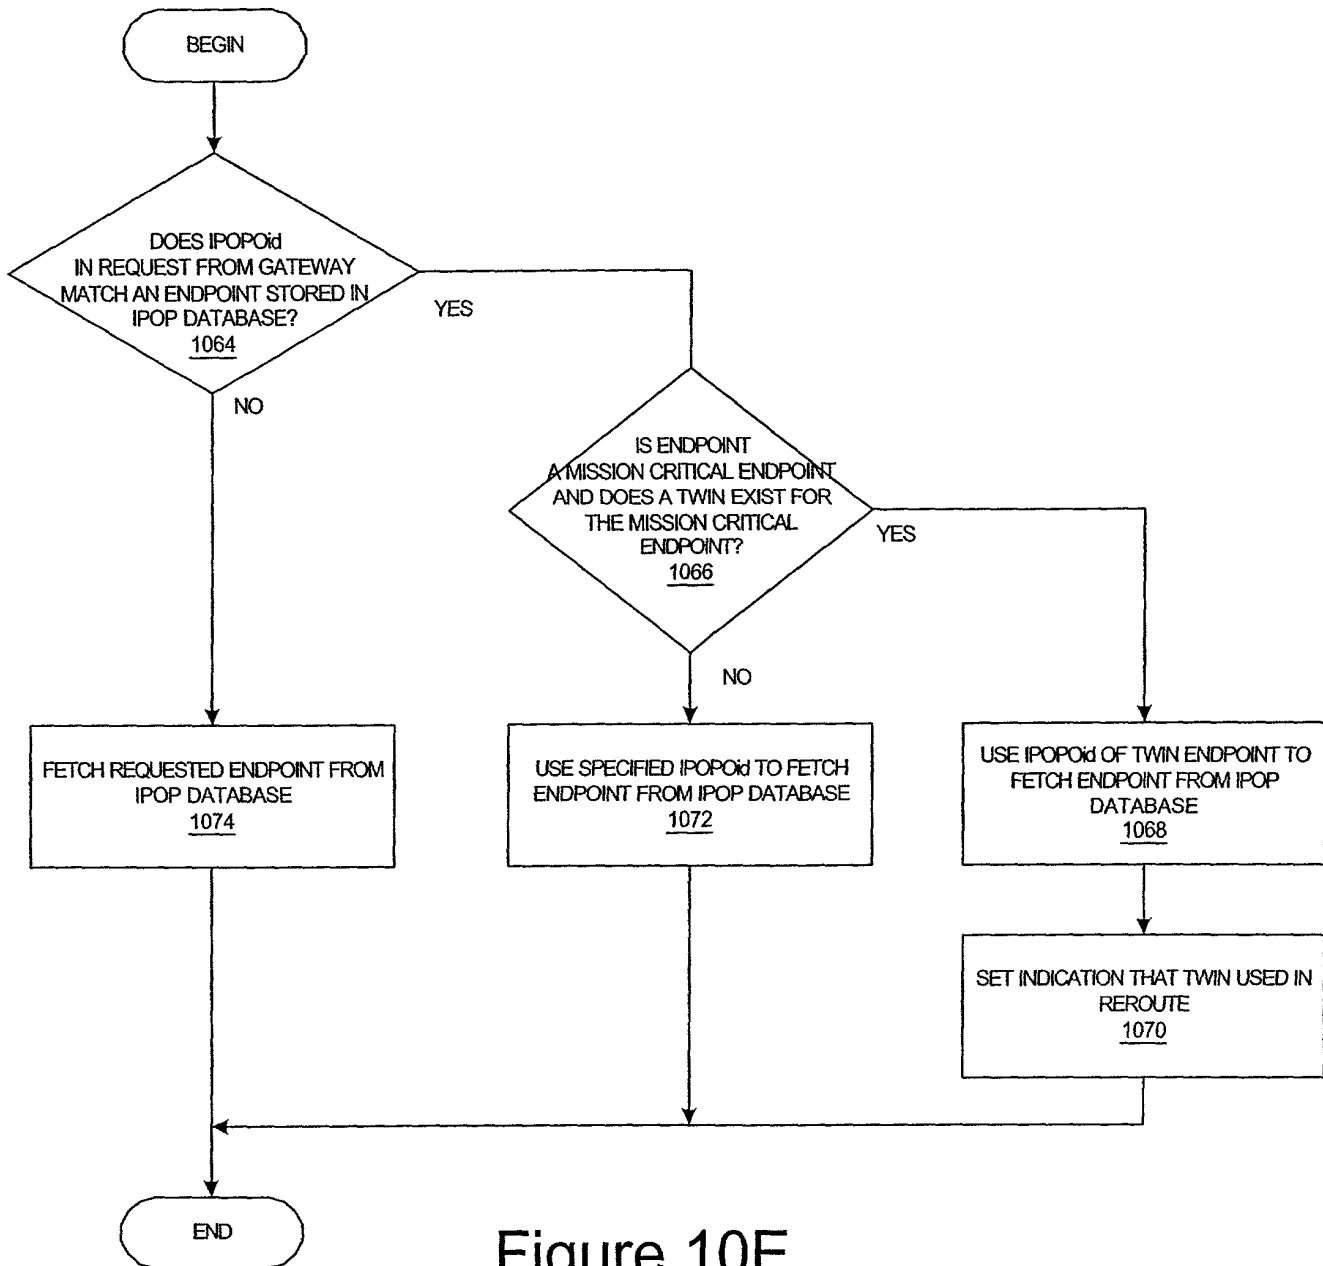 BEGIN
DOES IPOPOid
IN REQUEST FROM GATEWAY
MATCH AN ENDPOINT STORED IN
IPOP DATABASE?
1064
YES
NO
IS ENDPOINT
A MISSION CRITICAL ENDPOINT
AND DOES A TWIN EXIST FOR
THE MISSION CRITICAL
ENDPOINT?
1066
YES
NO
FETCH REQUESTED ENDPOINT FROM
IPOP DATABASE
1074
USE SPECIFIED IPOPOid TO FETCH
ENDPOINT FROM IPOP DATABASE
1072
USE IPOPOid OF TWIN ENDPOINT TO
FETCH ENDPOINT FROM IPOP
DATABASE
1068
SET INDICATION THAT TWIN USED IN
REROUTE
1070
END
Figure 10E